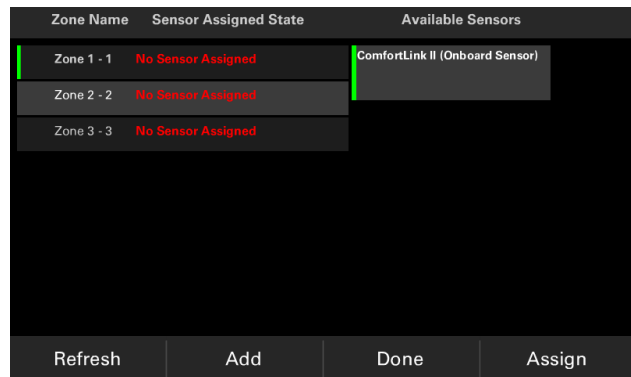 Zone Name Sensor Assigned State Available Sensors
Zone 1 - 1 No Sensor Assigned ComfortLink II (Onboard Sensor)
Zone 2 - 2 No Sensor Assigned
Zone 3 - 3 No Sensor Assigned
Refresh Add Done Assign